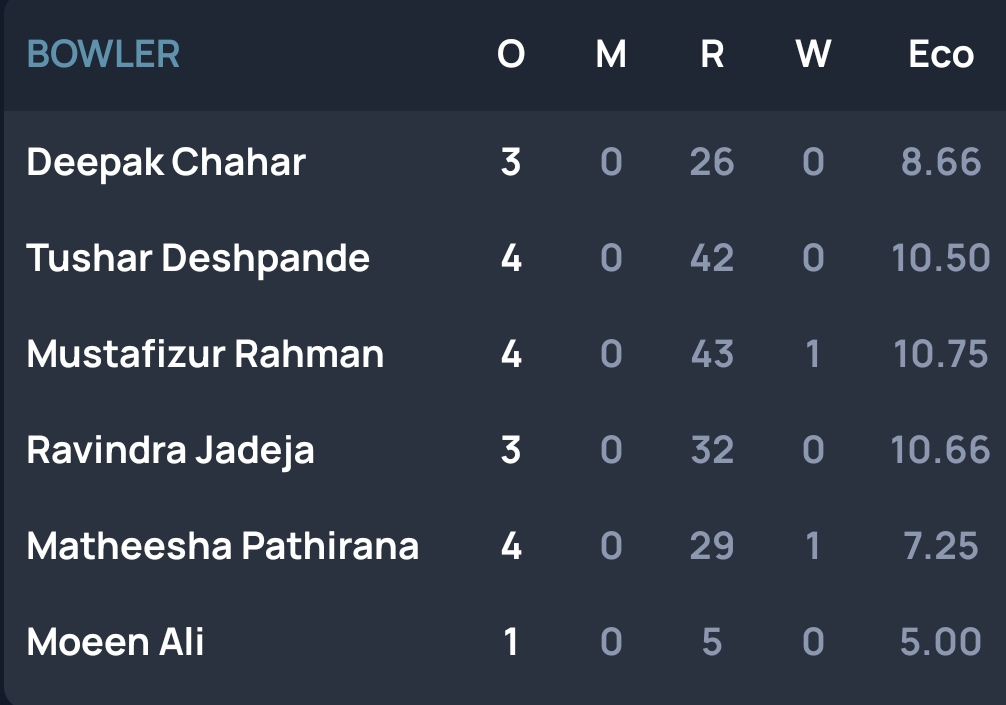 BOWLER O M R W Eco
Deepak Chahar 3 0 26 0 8.66
Tushar Deshpande 4 0 42 0 10.50
Mustafizur Rahman 4 0 43 1 10.75
Ravindra Jadeja 3 0 32 0 10.66
Matheesha Pathirana 4 0 29 1 7.25
Moeen Ali 1 0 5 0 5.00